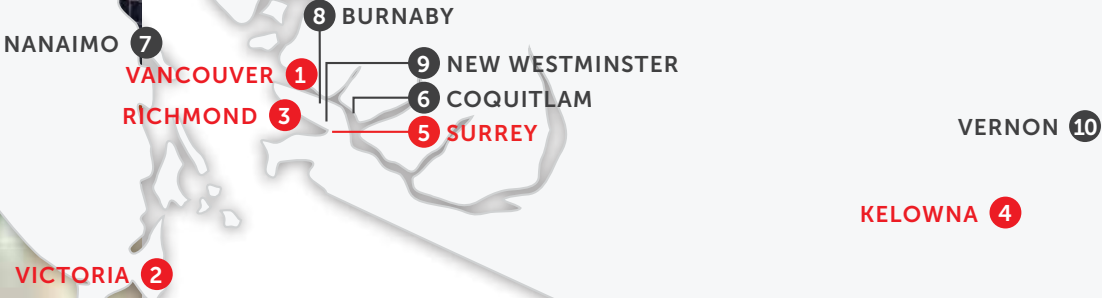 8 BURNABY
NANAIMO 7
9 NEW WESTMINSTER
VANCOUVER 1
6 COQUITLAM
RICHMOND 3
5 SURREY
VERNON 10
KELOWNA 4
VICTORIA 2